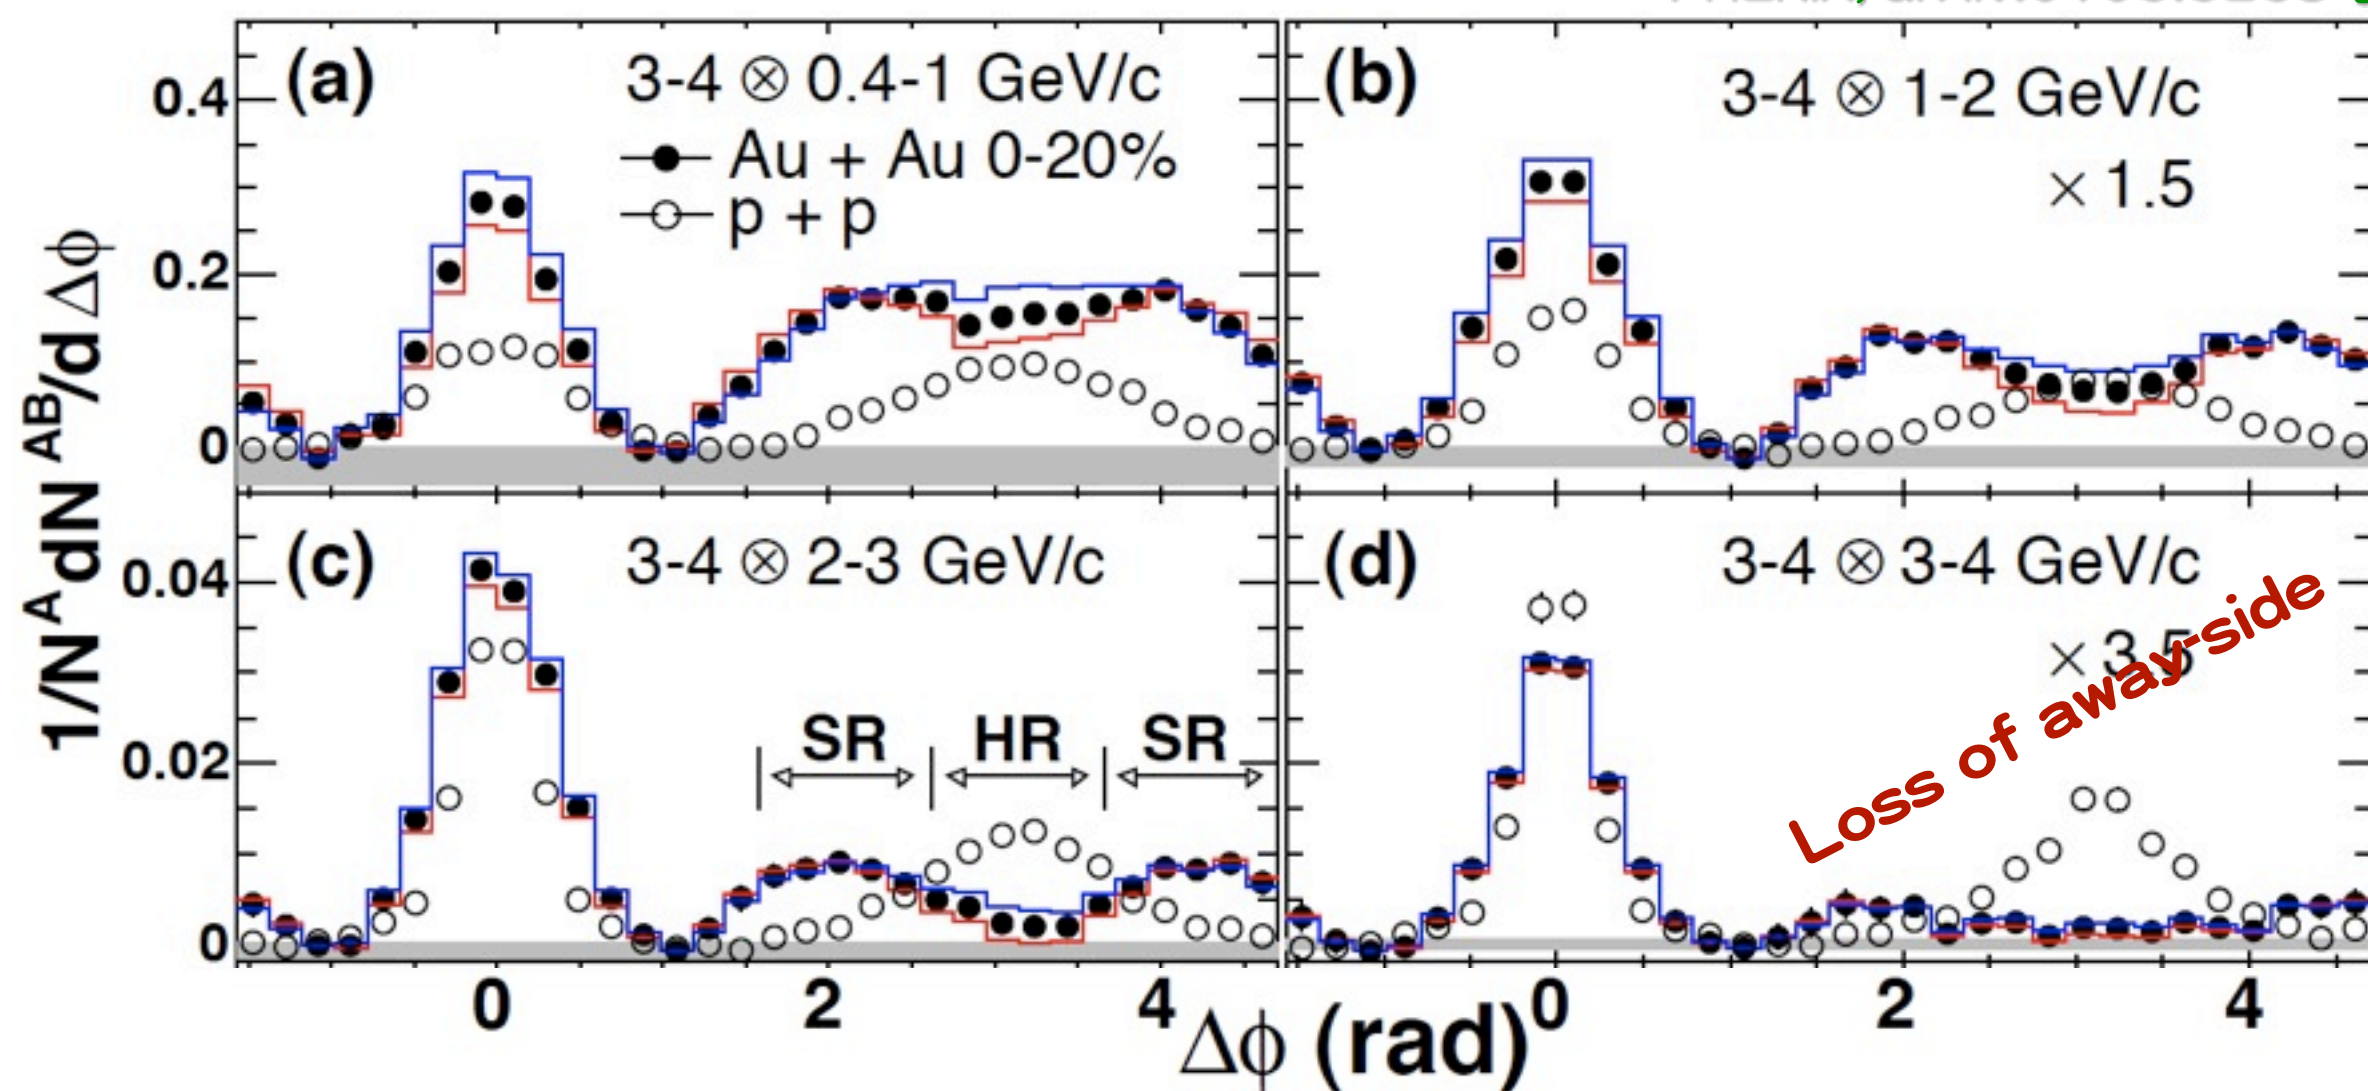 (a) 3-4 ⊗ 0.4-1 GeV/c
Au + Au 0-20%
p + p
(b) 3-4 ⊗ 1-2 GeV/c
× 1.5
0.4
0.2
0
1/N^A dN^AB/d Δϕ
(c) 3-4 ⊗ 2-3 GeV/c
SR HR SR
(d) 3-4 ⊗ 3-4 GeV/c
× 3.5
Loss of away-side
0.04
0.02
0
0 2 4
0 2 4
Δϕ (rad)